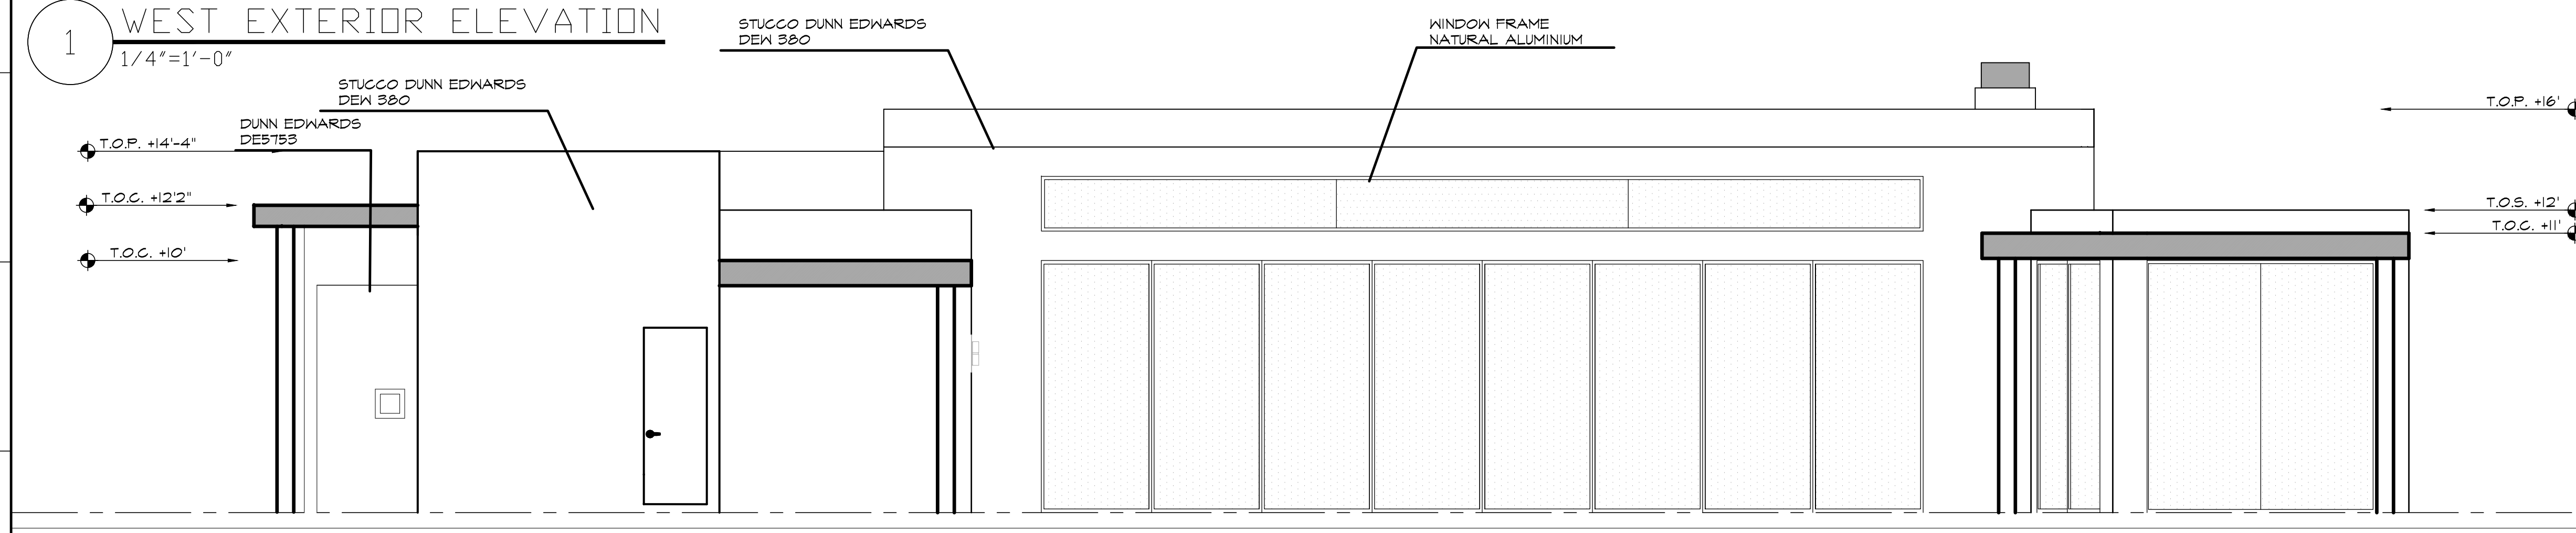 1
WEST EXTERIOR ELEVATION
1/4"=1'-0"
STUCCO DUNN EDWARDS
DEW 380
WINDOW FRAME
NATURAL ALUMINIUM
STUCCO DUNN EDWARDS
DEW 380
DUNN EDWARDS
DE5753
T.O.P. +14'-4"
T.O.C. +12'2"
T.O.C. +10'
T.O.P. +16'
T.O.S. +12'
T.O.C. +11'